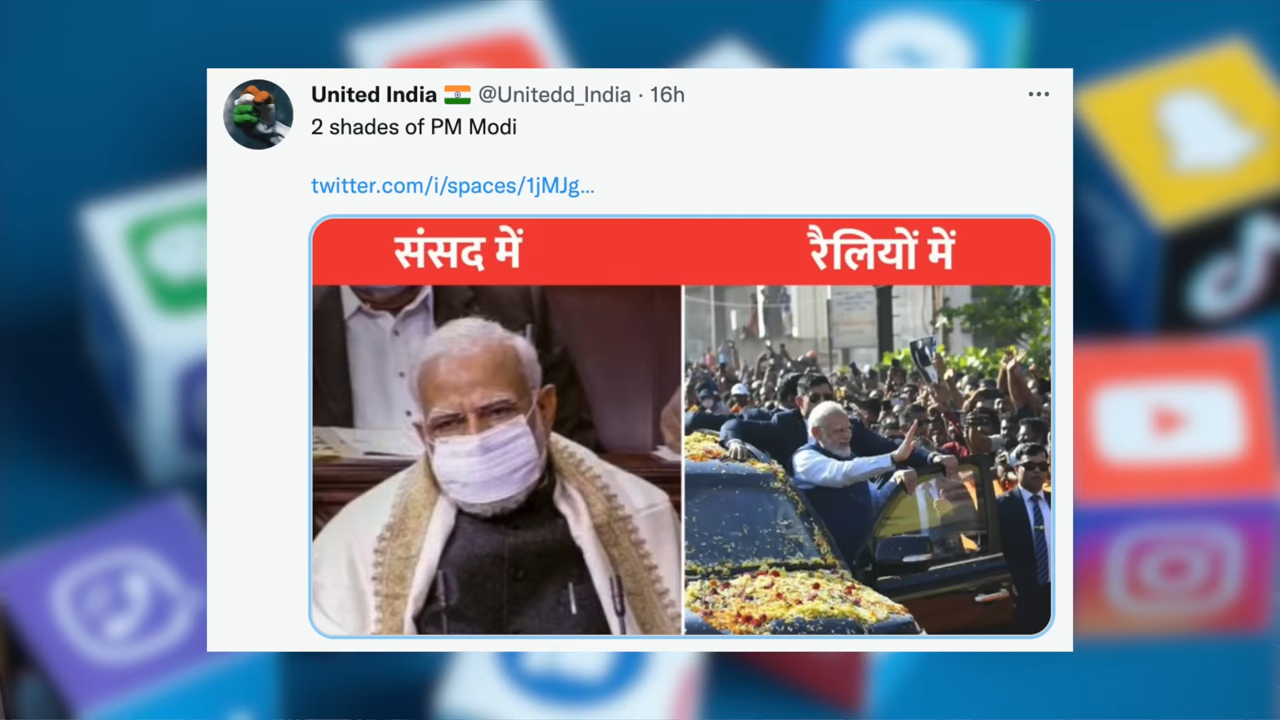 United India 🇮🇳 @Unitedd_India · 16h
2 shades of PM Modi
twitter.com/i/spaces/1jMJg...
संसद में
रैलियों में